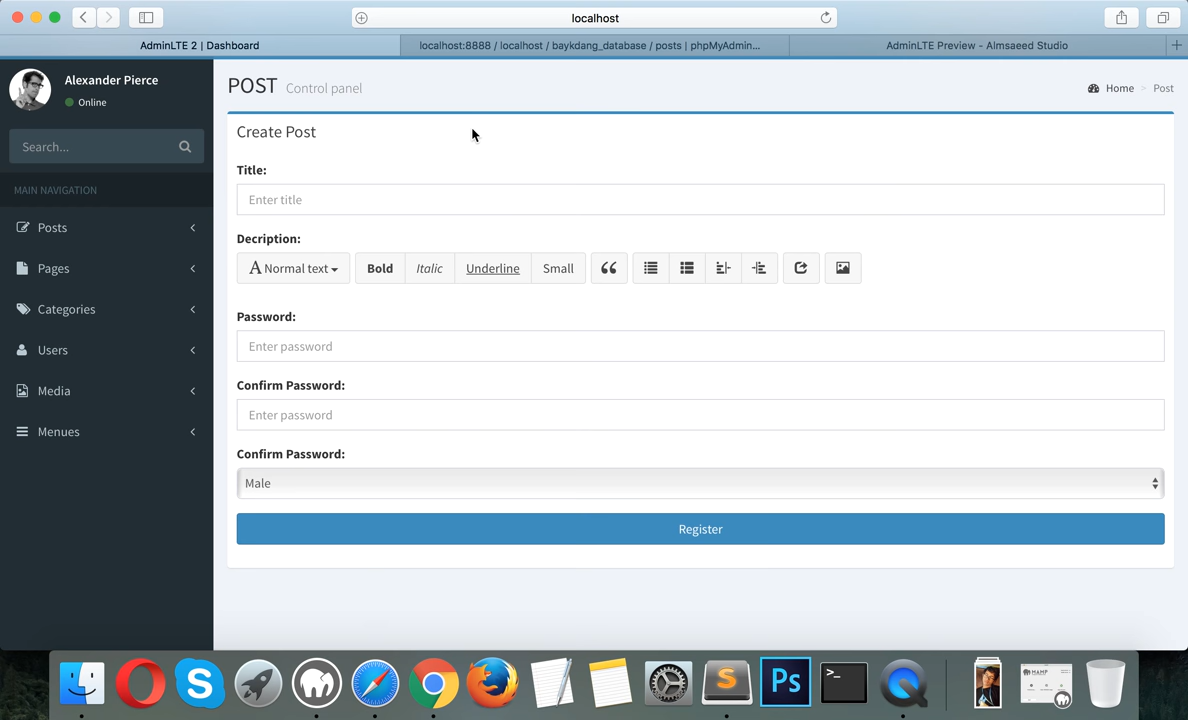 localhost
AdminLTE 2 | Dashboard
localhost:8888 / localhost / baykdang_database / posts | phpMyAdmin...
AdminLTE Preview - Almsaeed Studio
Alexander Pierce
Online
Search...
MAIN NAVIGATION
Posts
Pages
Categories
Users
Media
Menues
POST Control panel
Home > Post
Create Post
Title:
Enter title
Decription:
A Normal text Bold Italic Underline Small
Password:
Enter password
Confirm Password:
Enter password
Confirm Password:
Male
Register
S
Ps
>_
MAMP